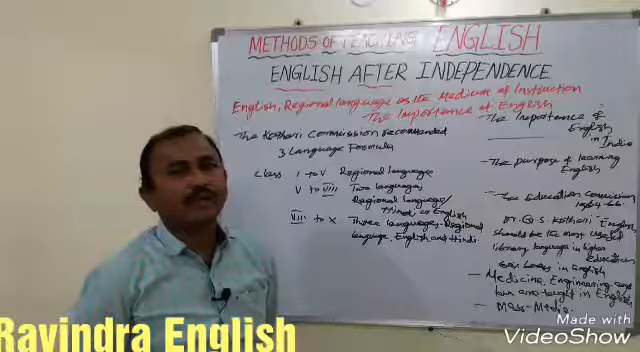 METHODS OF TEACHING ENGLISH
ENGLISH AFTER INDEPENDENCE
English, Regional language as the Medium of Instruction
The Importance of English
The Kothari Commission recommended
3 Language Formula
Class I to V Regional language
V to VIII Two languages
Regional language/
Hindi or English
VIII to X Three languages-Regional
language, English and Hindi.
- The Importance of
English
in India
- The purpose of learning
English
- The Education Commission
1964-66.
Dr. D.S. Kothari "English
should be the most useful
library language in higher
Education
Books in English
- Medicine, Engineering and
law are taught in English
- Mass-Media.
Ravindra English
Made with
VideoShow